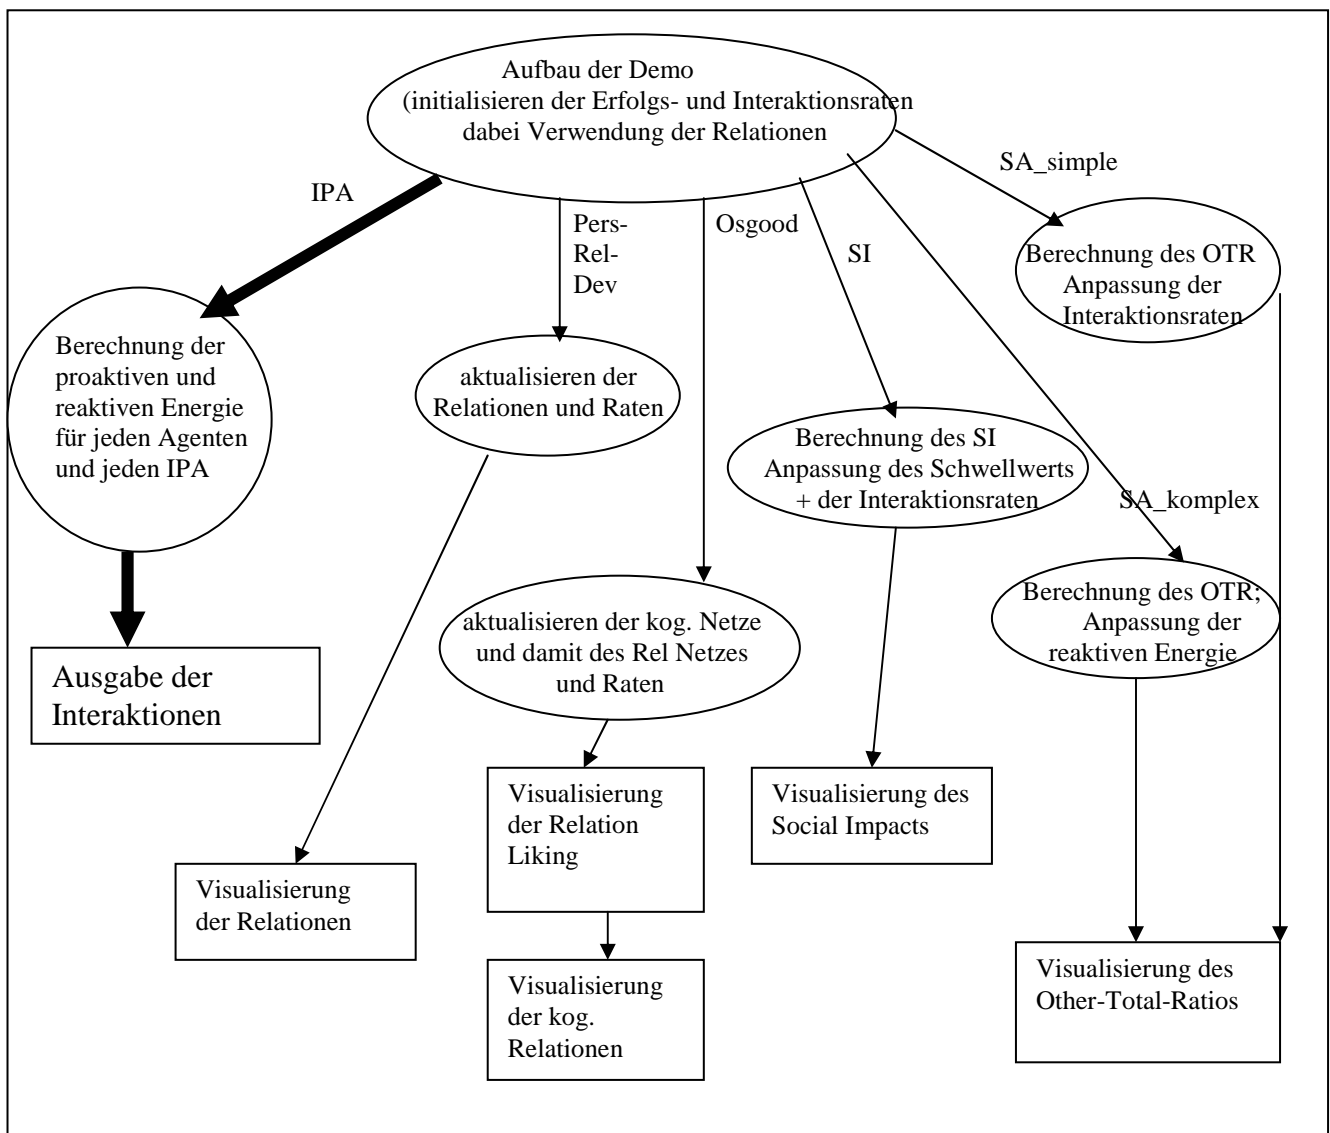 Aufbau der Demo
(initialisieren der Erfolgs- und Interaktionsraten
dabei Verwendung der Relationen
IPA
Pers-
Rel-
Dev
Osgood
SI
SA_simple
Berechnung des OTR
Anpassung der
Interaktionsraten
Berechnung der
proaktiven und
reaktiven Energie
für jeden Agenten
und jeden IPA
aktualisieren der
Relationen und Raten
Berechnung des SI
Anpassung des Schwellwerts
+ der Interaktionsraten
SA_komplex
Berechnung des OTR;
Anpassung der
reaktiven Energie
aktualisieren der kog. Netze
und damit des Rel Netzes
und Raten
Ausgabe der
Interaktionen
Visualisierung
der Relation
Liking
Visualisierung des
Social Impacts
Visualisierung
der Relationen
Visualisierung
der kog.
Relationen
Visualisierung des
Other-Total-Ratios